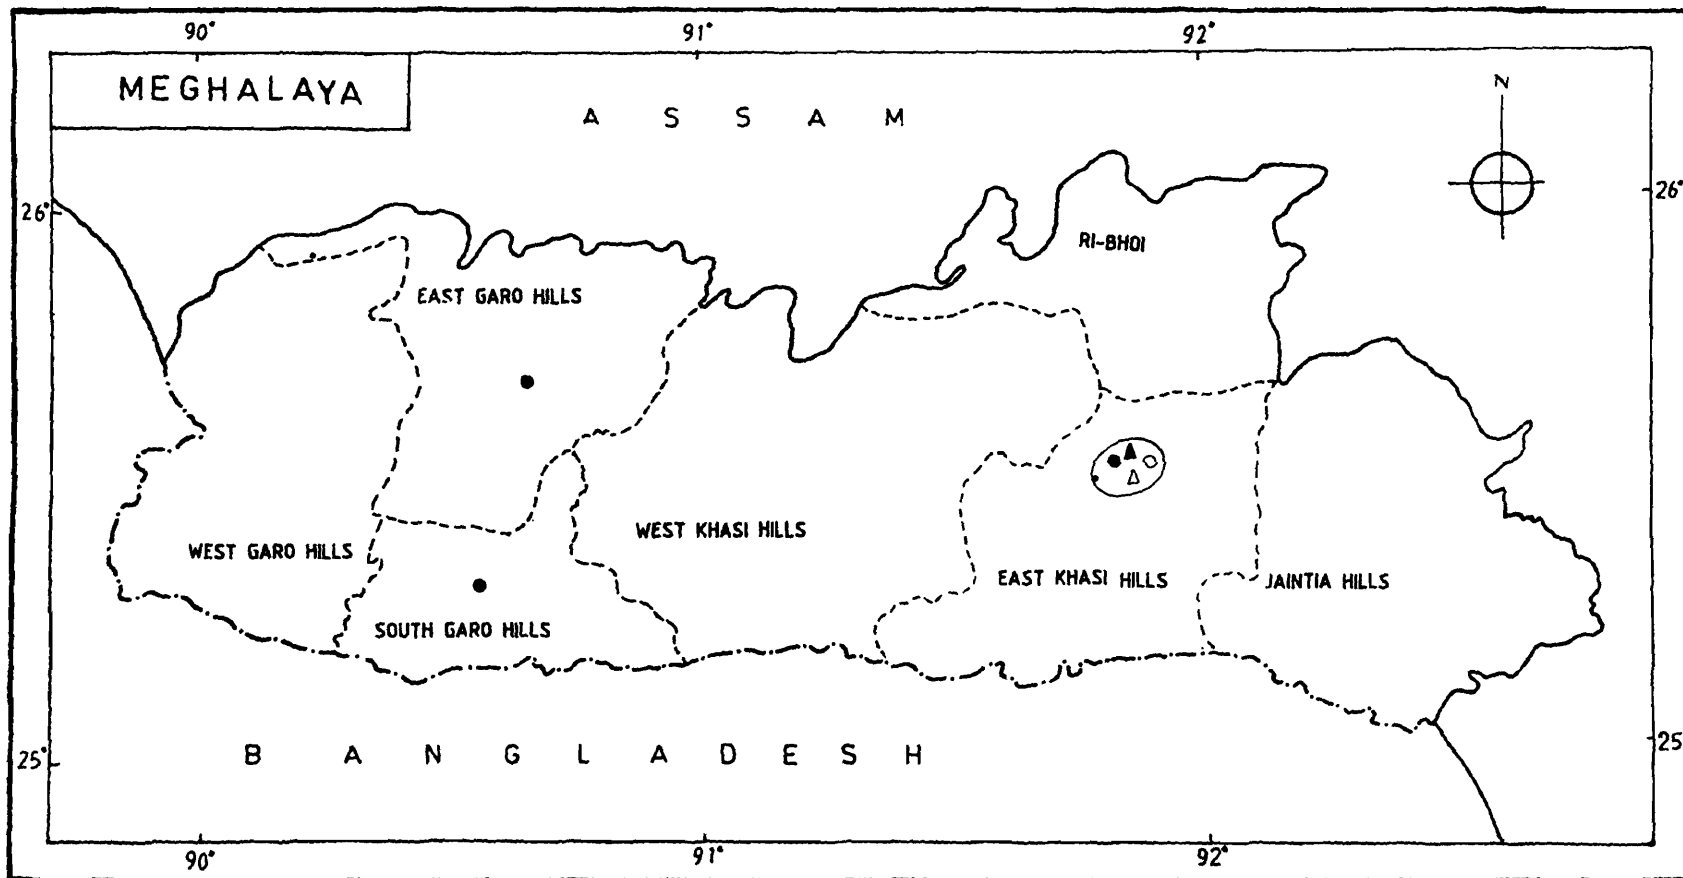 90° 91° 92°
MEGHALAYA
A S S A M
N
26° 26°
RI-BHOI
EAST GARO HILLS
WEST GARO HILLS
WEST KHASI HILLS
EAST KHASI HILLS
JAINTIA HILLS
SOUTH GARO HILLS
25° 25
B A N G L A D E S H
90° 91° 92°